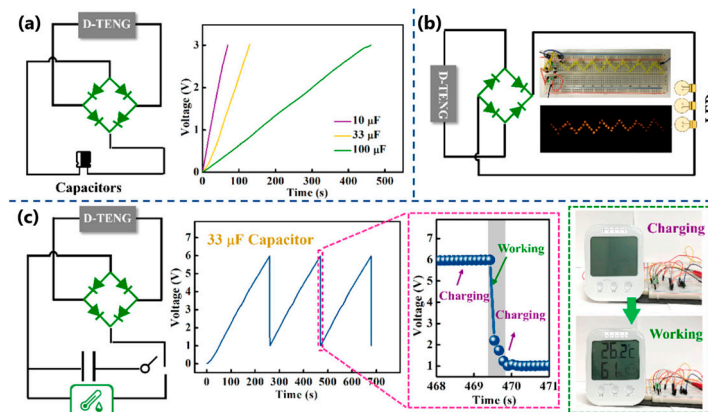 (a)
D-TENG
Capacitors
Voltage (V)
3
2
1
0
0 100 200 300 400 500
Time (s)
10 µF
33 µF
100 µF
(b)
D-TENG
(c)
D-TENG
33 µF Capacitor
Voltage (V)
7
6
5
4
3
2
1
0
0 100 200 300 400 500 600 700
Time (s)
Working
Charging
Charging
Voltage (V)
6
5
4
3
2
1
468 469 470 471
Time (s)
Charging
Working
26.2